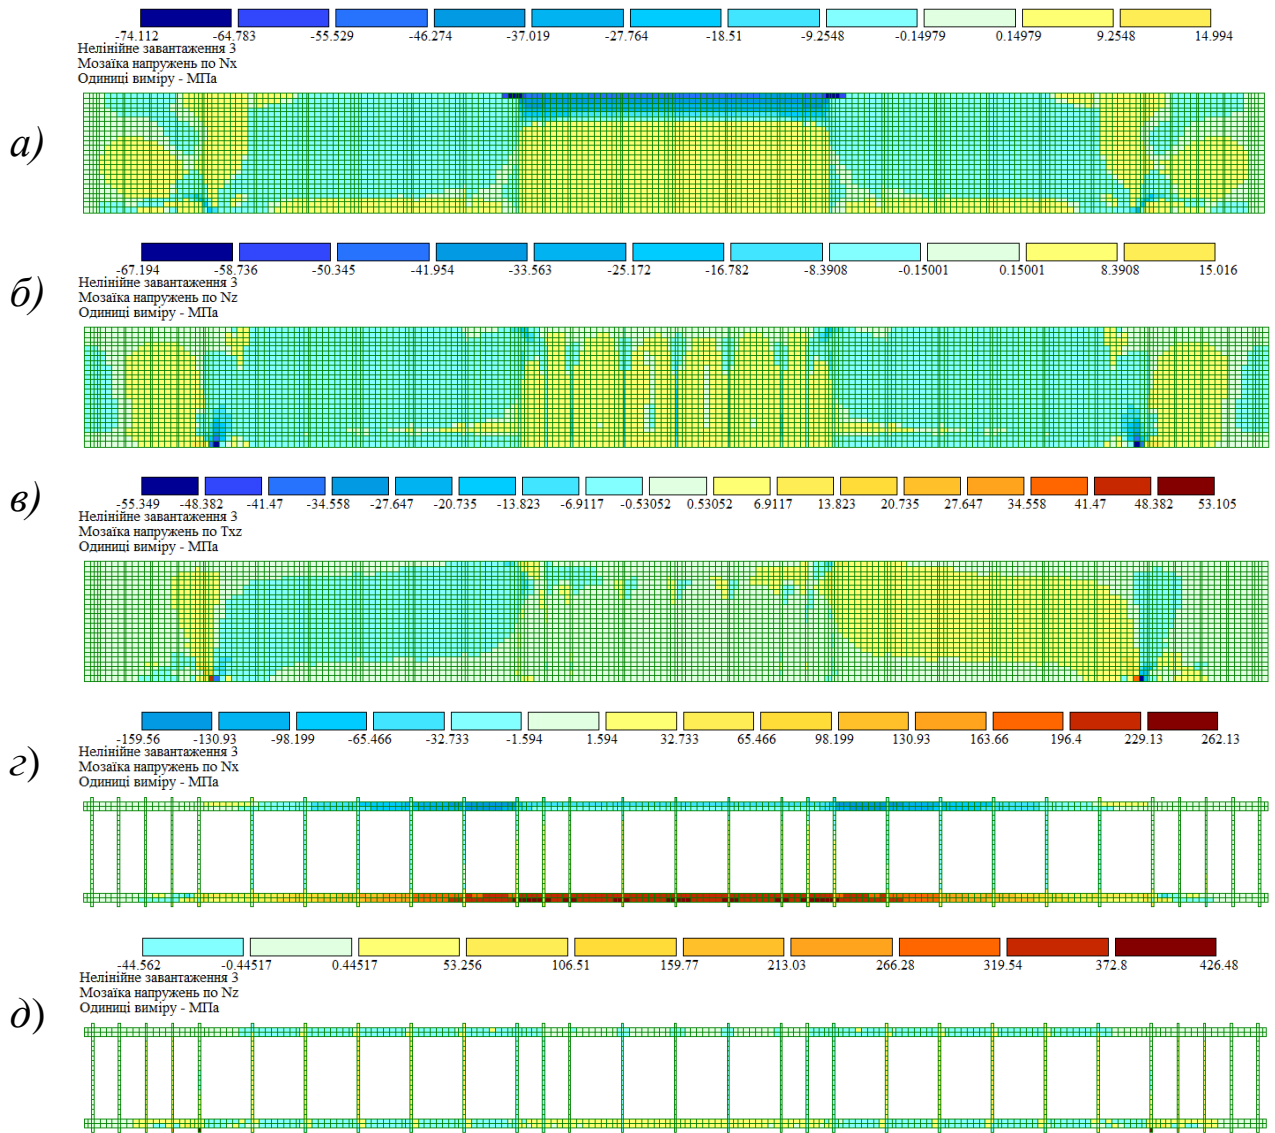 -74.112 -64.783 -55.529 -46.274 -37.019 -27.764 -18.51 -9.2548 -0.14979 0.14979 9.2548 14.994
Нелінійне завантаження 3
Мозаїка напружень по Nx
Одиниці виміру - МПа
а)
-67.194 -58.736 -50.345 -41.954 -33.563 -25.172 -16.782 -8.3908 -0.15001 0.15001 8.3908 15.016
Нелінійне завантаження 3
Мозаїка напружень по Nz
Одиниці виміру - МПа
б)
-55.349 -48.382 -41.47 -34.558 -27.647 -20.735 -13.823 -6.9117 -0.53052 0.53052 6.9117 13.823 20.735 27.647 34.558 41.47 48.382 53.105
Нелінійне завантаження 3
Мозаїка напружень по Txz
Одиниці виміру - МПа
в)
-159.56 -130.93 -98.199 -65.466 -32.733 -1.594 1.594 32.733 65.466 98.199 130.93 163.66 196.4 229.13 262.13
Нелінійне завантаження 3
Мозаїка напружень по Nx
Одиниці виміру - МПа
г)
-44.562 -0.44517 0.44517 53.256 106.51 159.77 213.03 266.28 319.54 372.8 426.48
Нелінійне завантаження 3
Мозаїка напружень по Nz
Одиниці виміру - МПа
д)